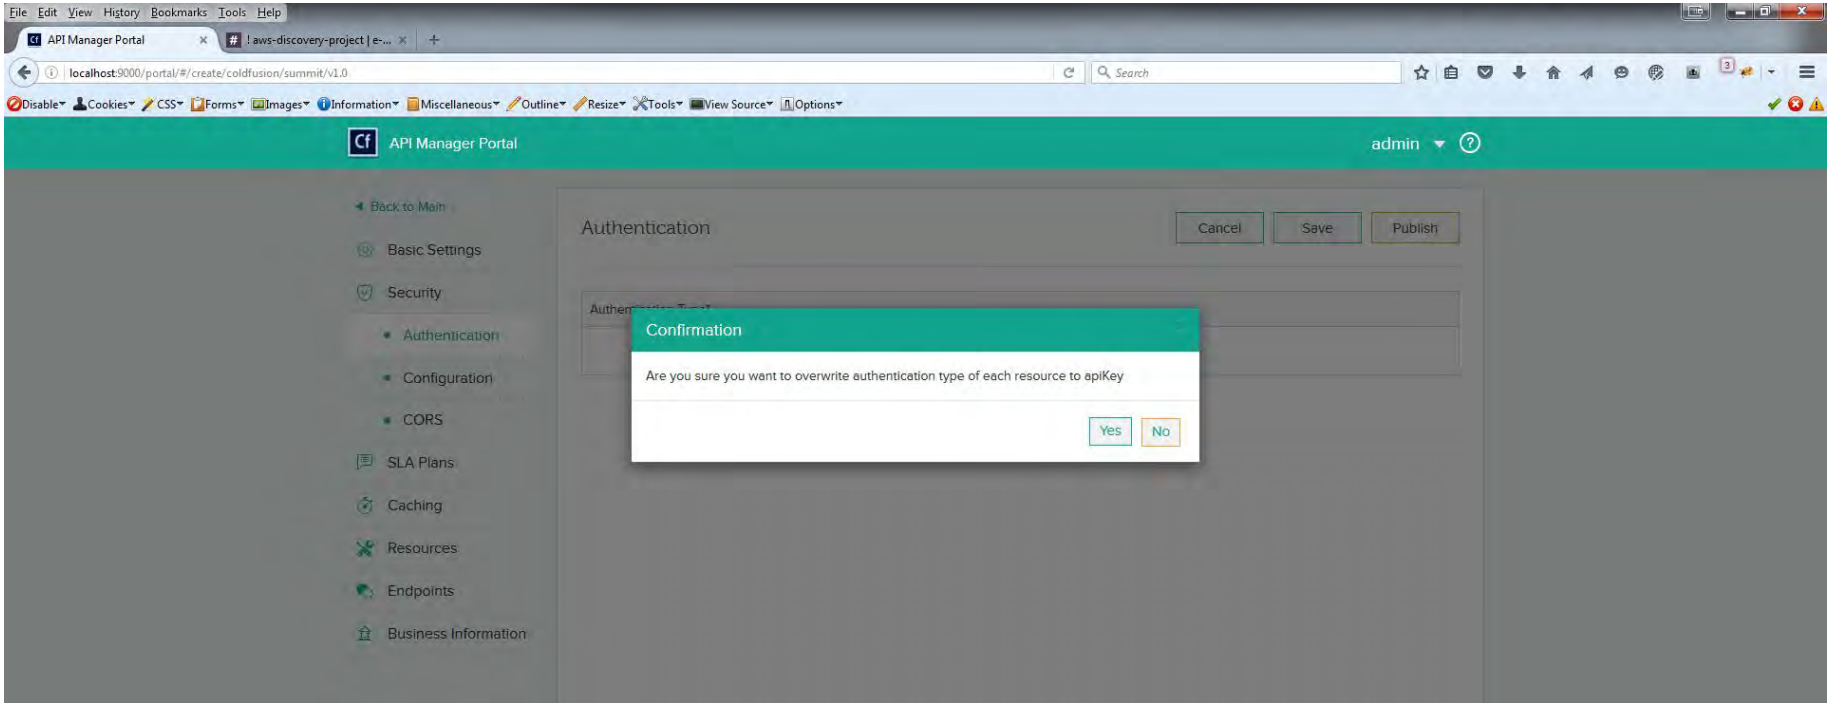 File Edit View History Bookmarks Tools Help
Cf API Manager Portal × # ! aws-discovery-project | e-... × +
localhost:9000/portal/#/create/coldfusion/summit/v1.0 Search 3
Disable Cookies CSS Forms Images Information Miscellaneous Outline Resize Tools View Source Options
Cf API Manager Portal admin ?
Back to Main
Authentication Cancel Save Publish
Basic Settings
Security
Authentication
Configuration
CORS
SLA Plans
Caching
Resources
Endpoints
Business Information
Confirmation
Are you sure you want to overwrite authentication type of each resource to apiKey
Yes No